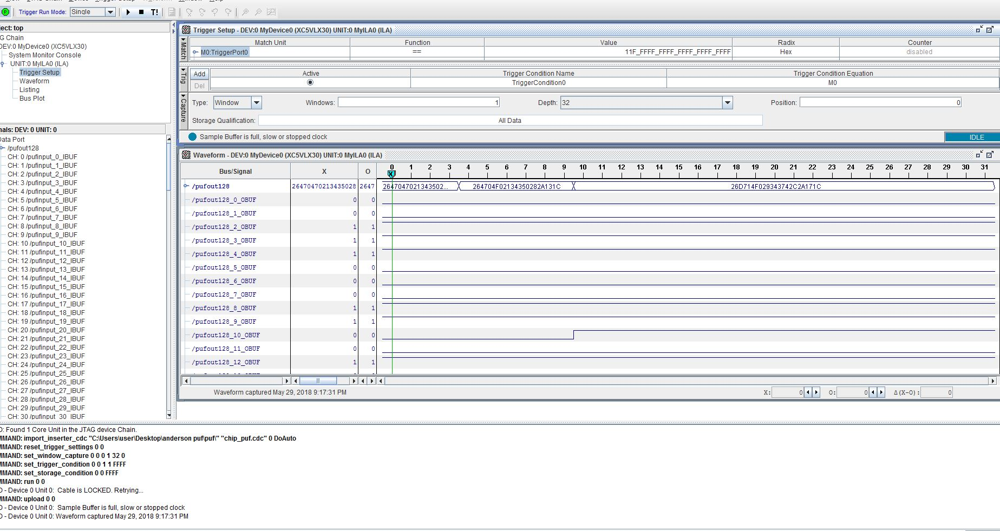 Trigger Run Mode: Single T!
ject: top
G Chain
DEV:0 MyDevice0 (XC5VLX30)
System Monitor Console
UNIT:0 MyILA0 (ILA)
Trigger Setup
Waveform
Listing
Bus Plot
nals: DEV: 0 UNIT: 0
Data Port
/pufout128
CH: 0 /pufinput_0_IBUF
CH: 1 /pufinput_1_IBUF
CH: 2 /pufinput_2_IBUF
CH: 3 /pufinput_3_IBUF
CH: 4 /pufinput_4_IBUF
CH: 5 /pufinput_5_IBUF
CH: 6 /pufinput_6_IBUF
CH: 7 /pufinput_7_IBUF
CH: 8 /pufinput_8_IBUF
CH: 9 /pufinput_9_IBUF
CH: 10 /pufinput_10_IBUF
CH: 11 /pufinput_11_IBUF
CH: 12 /pufinput_12_IBUF
CH: 13 /pufinput_13_IBUF
CH: 14 /pufinput_14_IBUF
CH: 15 /pufinput_15_IBUF
CH: 16 /pufinput_16_IBUF
CH: 17 /pufinput_17_IBUF
CH: 18 /pufinput_18_IBUF
CH: 19 /pufinput_19_IBUF
CH: 20 /pufinput_20_IBUF
CH: 21 /pufinput_21_IBUF
CH: 22 /pufinput_22_IBUF
CH: 23 /pufinput_23_IBUF
CH: 24 /pufinput_24_IBUF
CH: 25 /pufinput_25_IBUF
CH: 26 /pufinput_26_IBUF
CH: 27 /pufinput_27_IBUF
CH: 28 /pufinput_28_IBUF
CH: 29 /pufinput_29_IBUF
CH: 30 /pufinput_30_IBUF
Trigger Setup - DEV:0 MyDevice0 (XC5VLX30) UNIT:0 MyILA0 (ILA)
Match
Match Unit Function Value Radix Counter
M0:TriggerPort0 == 11F_FFFF_FFFF_FFFF_FFFF_FFFF Hex disabled
Trig
Add Active Trigger Condition Name Trigger Condition Equation
Del TriggerCondition0 M0
Capture
Type: Window Windows: 1 Depth: 32 Position: 0
Storage Qualification: All Data
Sample Buffer is full, slow or stopped clock IDLE
Waveform - DEV:0 MyDevice0 (XC5VLX30) UNIT:0 MyILA0 (ILA)
Bus/Signal X O 0 1 2 3 4 5 6 7 8 9 10 11 12 13 14 15 16 17 18 19 20 21 22 23 24 25 26 27 28 29 30 31
/pufout128 26470470213435028 2647 2647047021343502... 264704F02134350282A131C 26D714F029343742C2A171C
/pufout128_0_OBUF 0 0
/pufout128_1_OBUF 0 0
/pufout128_2_OBUF 1 1
/pufout128_3_OBUF 1 1
/pufout128_4_OBUF 1 1
/pufout128_5_OBUF 0 0
/pufout128_6_OBUF 0 0
/pufout128_7_OBUF 0 0
/pufout128_8_OBUF 1 1
/pufout128_9_OBUF 1 1
/pufout128_10_OBUF 0 0
/pufout128_11_OBUF 0 0
/pufout128_12_OBUF 1 1
Waveform captured May 29, 2018 9:17:31 PM X: 0 O: 0 Δ(X-O): 0
O: Found 1 Core Unit in the JTAG device Chain.
MMAND: import_inserter_cdc "C:\Users\user\Desktop\anderson puf\puf\" "chip_puf.cdc" 0 DoAuto
MMAND: reset_trigger_settings 0 0
MMAND: set_window_capture 0 0 0 1 32 0
MMAND: set_trigger_condition 0 0 1 1 FFFF
MMAND: set_storage_condition 0 0 FFFF
MMAND: run 0 0
O - Device 0 Unit 0: Cable is LOCKED. Retrying...
MMAND: upload 0 0
O - Device 0 Unit 0: Sample Buffer is full, slow or stopped clock
O - Device 0 Unit 0: Waveform captured May 29, 2018 9:17:31 PM